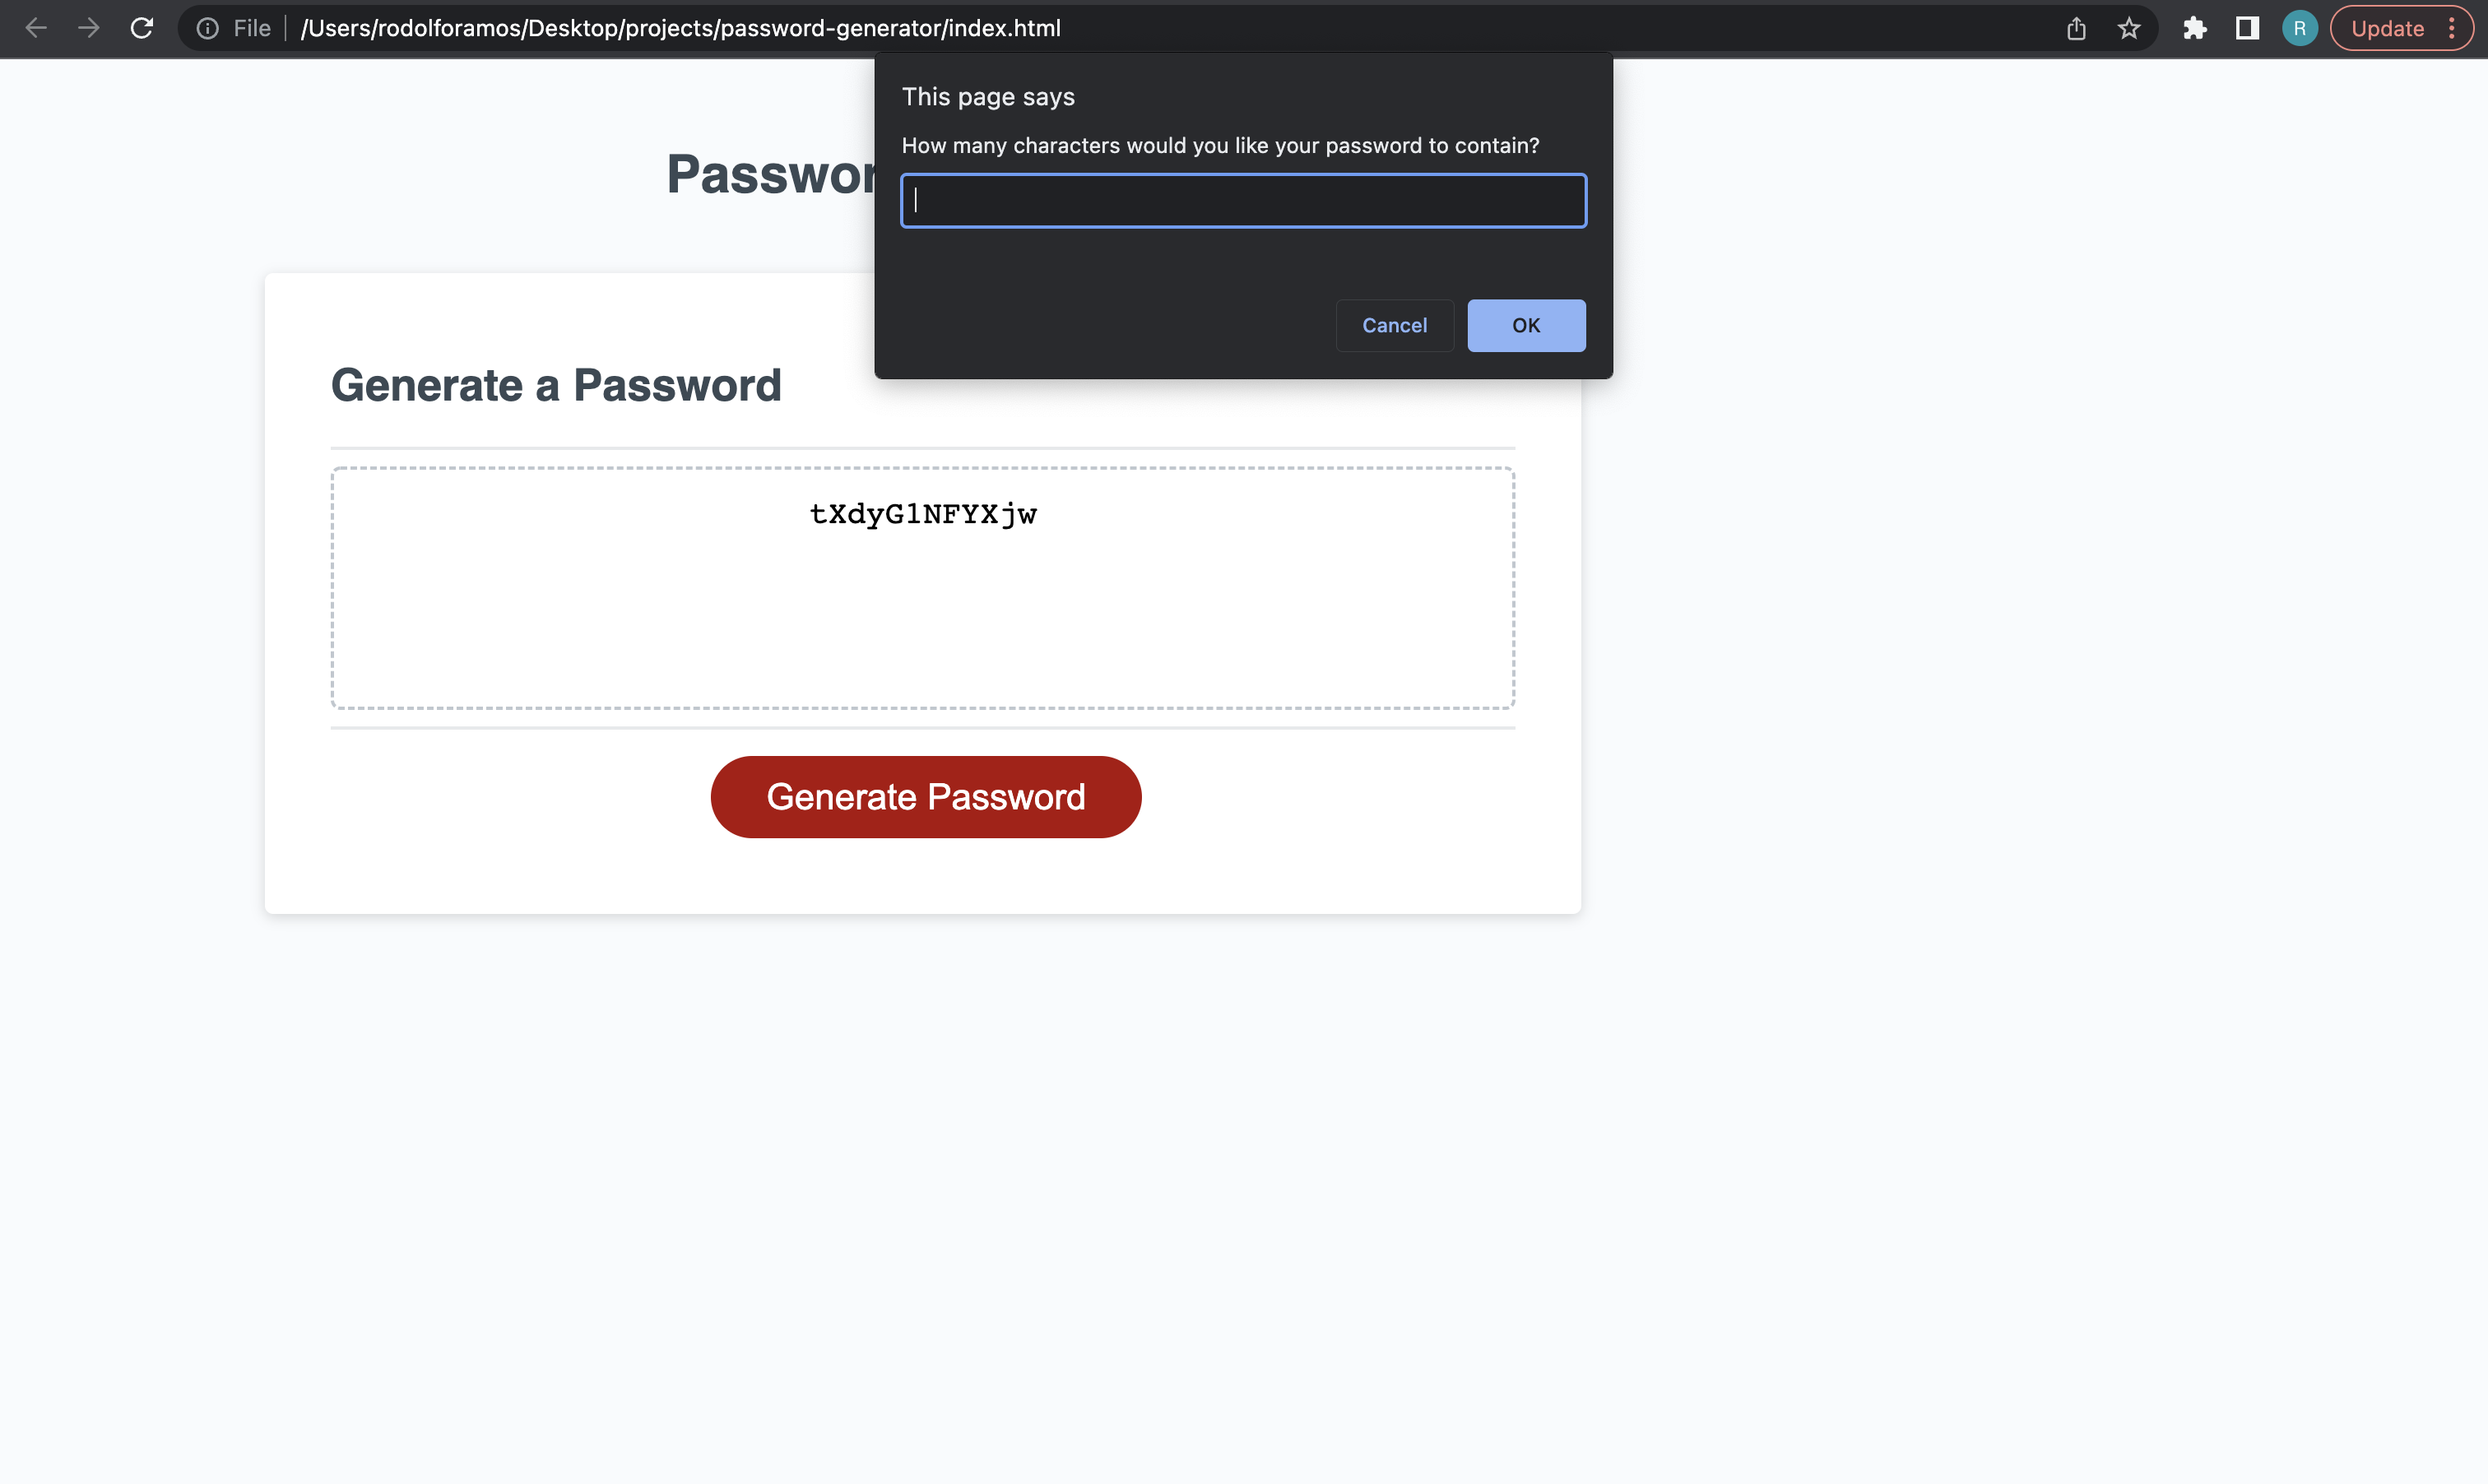 File /Users/rodolforamos/Desktop/projects/password-generator/index.html
R
Update
This page says
How many characters would you like your password to contain?
Cancel
OK
Generate a Password
tXdyG1NFYXjw
Generate Password